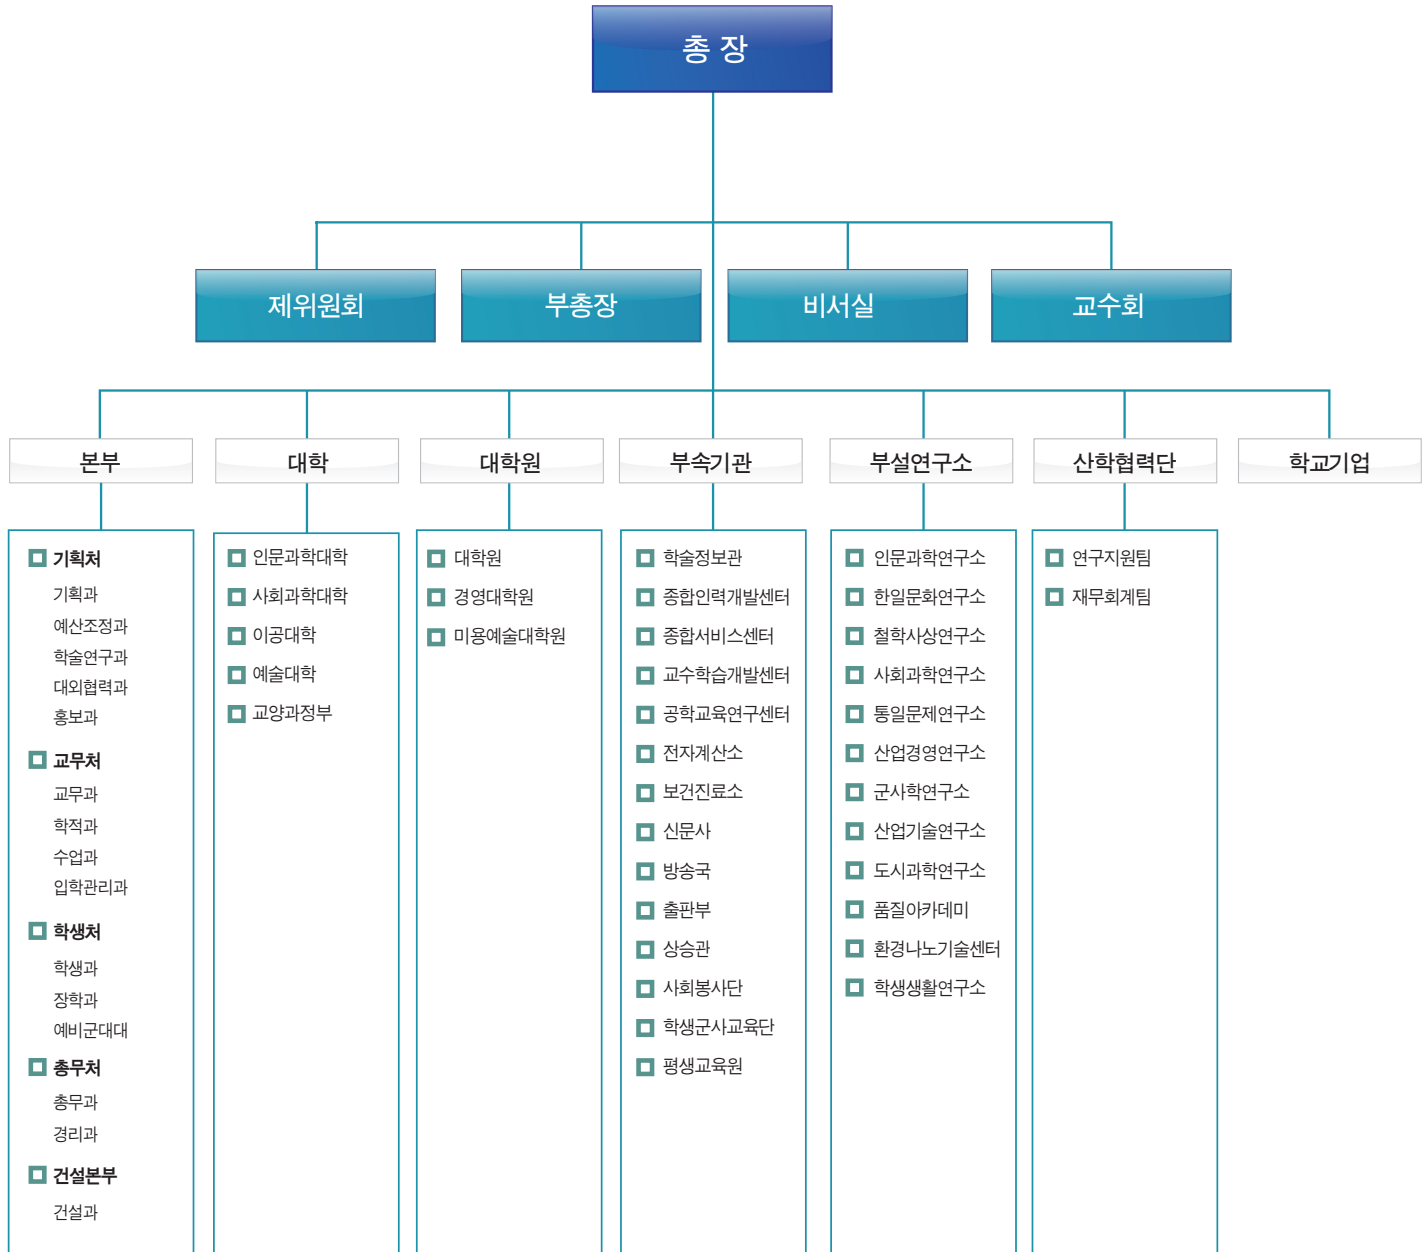 총 장
제위원회
부총장
비서실
교수회
본부
대학
대학원
부속기관
부설연구소
산학협력단
학교기업
기획처
기획과
예산조정과
학술연구과
대외협력과
홍보과
교무처
교무과
학적과
수업과
입학관리과
학생처
학생과
장학과
예비군대대
총무처
총무과
경리과
건설본부
건설과
인문과학대학
사회과학대학
이공대학
예술대학
교양과정부
대학원
경영대학원
미용예술대학원
학술정보관
종합인력개발센터
종합서비스센터
교수학습개발센터
공학교육연구센터
전자계산소
보건진료소
신문사
방송국
출판부
상승관
사회봉사단
학생군사교육단
평생교육원
인문과학연구소
한일문화연구소
철학사상연구소
사회과학연구소
통일문제연구소
산업경영연구소
군사학연구소
산업기술연구소
도시과학연구소
품질아카데미
환경나노기술센터
학생생활연구소
연구지원팀
재무회계팀